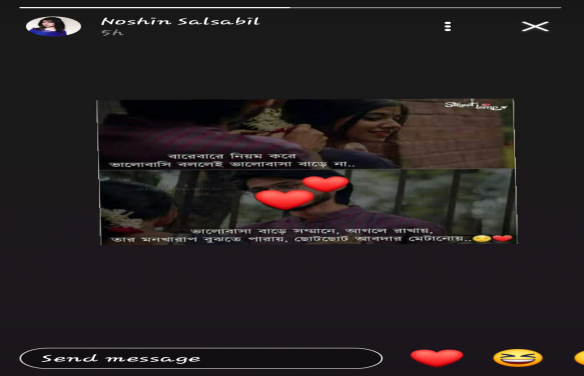 Noshin Salsabil
5h
বারেবারে নিয়ম করে
ভালোবাসি বললেই ভালোবাসা বাড়ে না..
ভালোবাসা বাড়ে সম্মানে, আগলে রাখায়,
তার মনখারাপ বুঝতে পারায়, ছোটছোট আবদার মেটানোয়..
Send message